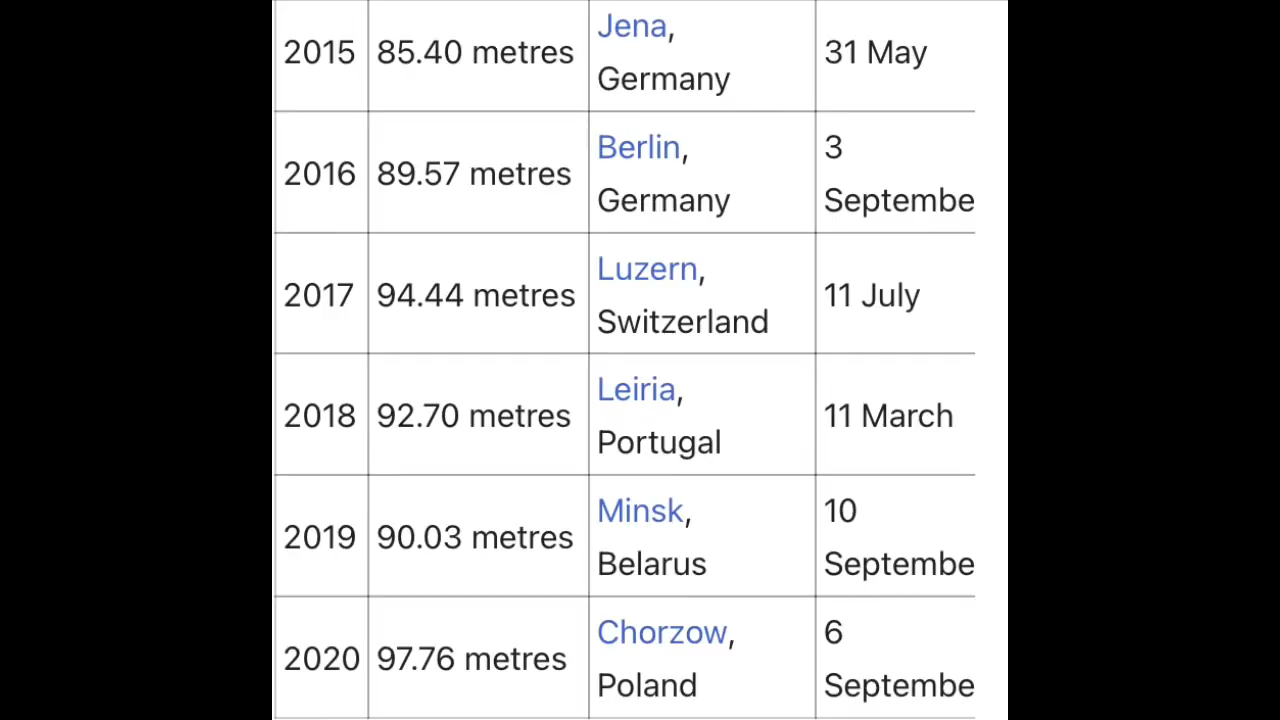 2015 85.40 metres Jena, Germany 31 May
2016 89.57 metres Berlin, Germany 3 Septembe
2017 94.44 metres Luzern, Switzerland 11 July
2018 92.70 metres Leiria, Portugal 11 March
2019 90.03 metres Minsk, Belarus 10 Septembe
2020 97.76 metres Chorzow, Poland 6 Septembe